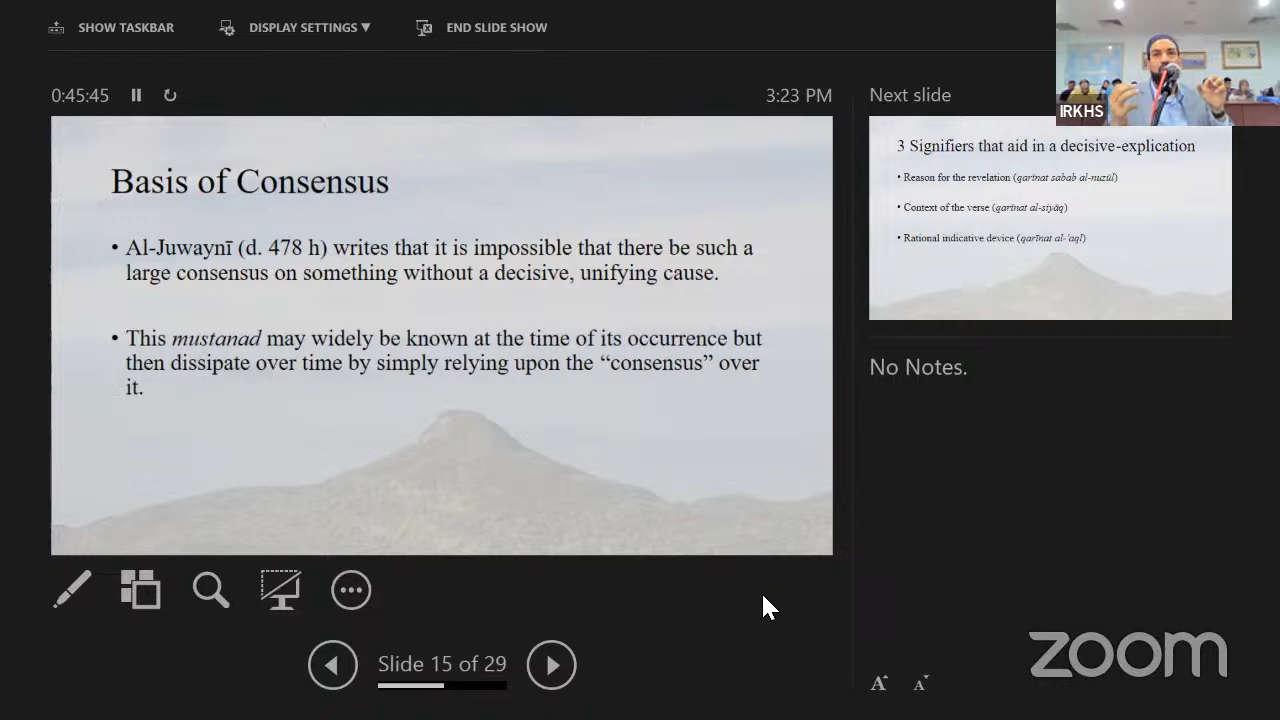 SHOW TASKBAR
DISPLAY SETTINGS ▼
END SLIDE SHOW
IRKHS
0:45:45
3:23 PM
Next slide
Basis of Consensus
• Al-Juwaynī (d. 478 h) writes that it is impossible that there be such a
large consensus on something without a decisive, unifying cause.
• This mustanad may widely be known at the time of its occurrence but
then dissipate over time by simply relying upon the “consensus” over
it.
3 Signifiers that aid in a decisive-explication
• Reason for the revelation (qarīnat sabab al-nuzūl)
• Context of the verse (qarīnat al-siyāq)
• Rational indicative device (qarīnat al-ʿaql)
No Notes.
Slide 15 of 29
A A
zoom